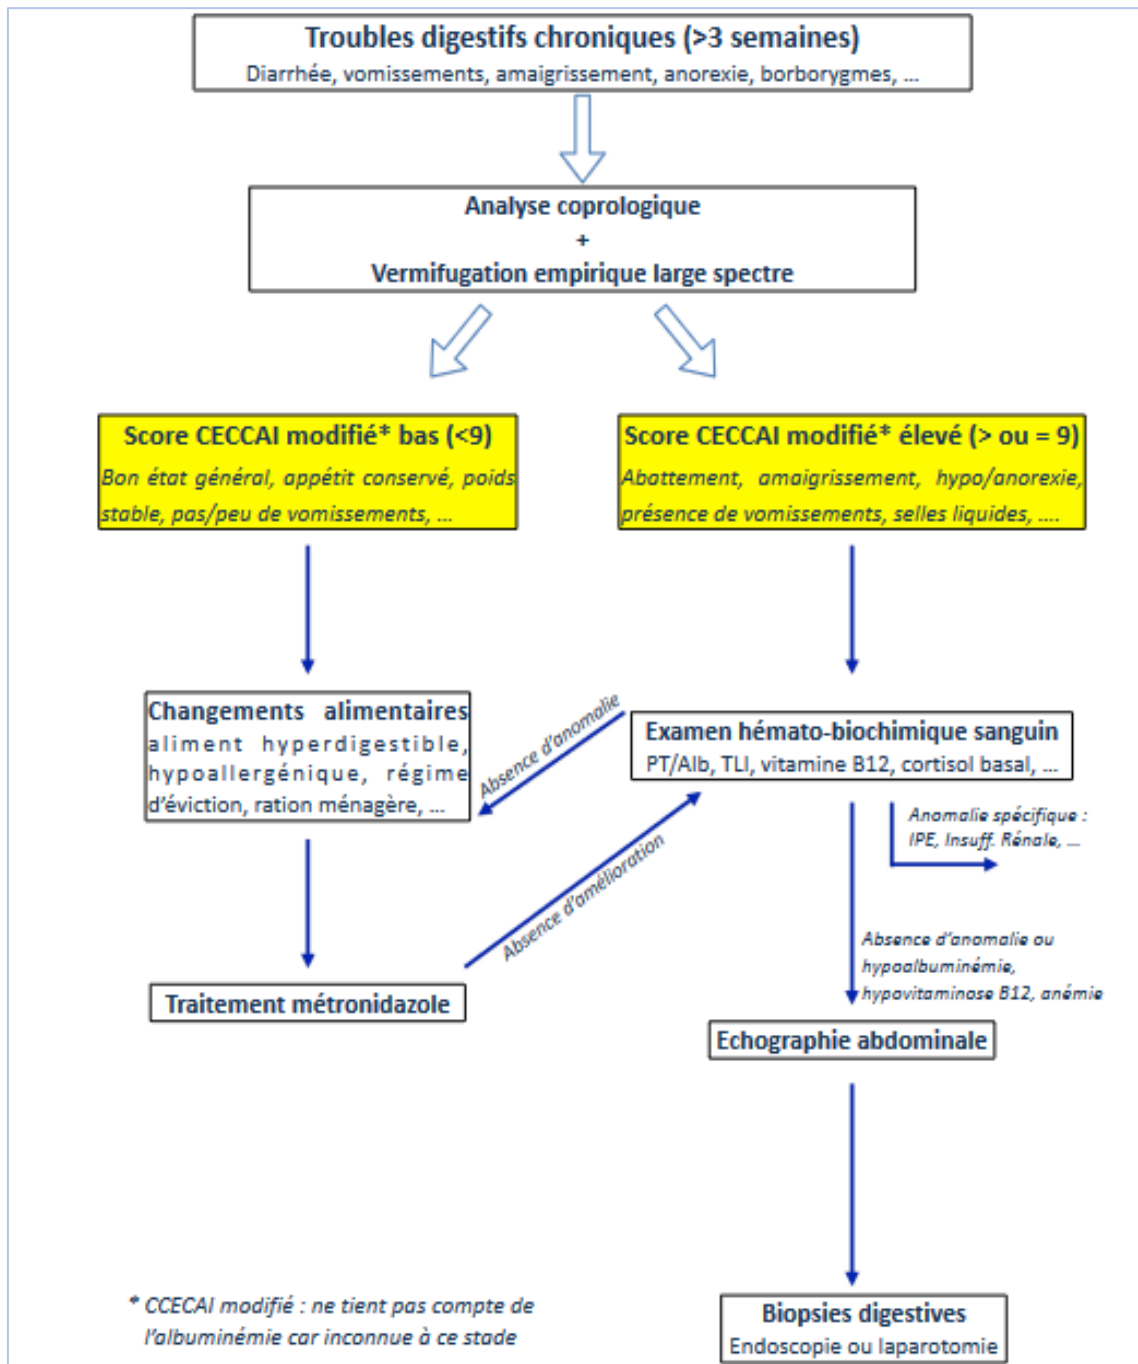 Troubles digestifs chroniques (>3 semaines)
Diarrhée, vomissements, amaigrissement, anorexie, borborygmes, ...
Analyse coprologique
+
Vermifugation empirique large spectre
Score CECCAI modifié* bas (<9)
Bon état général, appétit conservé, poids
stable, pas/peu de vomissements, ...
Score CECCAI modifié* élevé (> ou = 9)
Abattement, amaigrissement, hypo/anorexie,
présence de vomissements, selles liquides, ....
Changements alimentaires
aliment hyperdigestible,
hypoallergénique, régime
d'éviction, ration ménagère, ...
Absence d'anomalie
Examen hémato-biochimique sanguin
PT/Alb, TLI, vitamine B12, cortisol basal, ...
Anomalie spécifique :
IPE, Insuff. Rénale, ...
Absence d'amélioration
Absence d'anomalie ou
hypoalbuminémie,
hypovitaminose B12, anémie
Traitement métronidazole
Echographie abdominale
* CCECAI modifié : ne tient pas compte de
l'albuminémie car inconnue à ce stade
Biopsies digestives
Endoscopie ou laparotomie